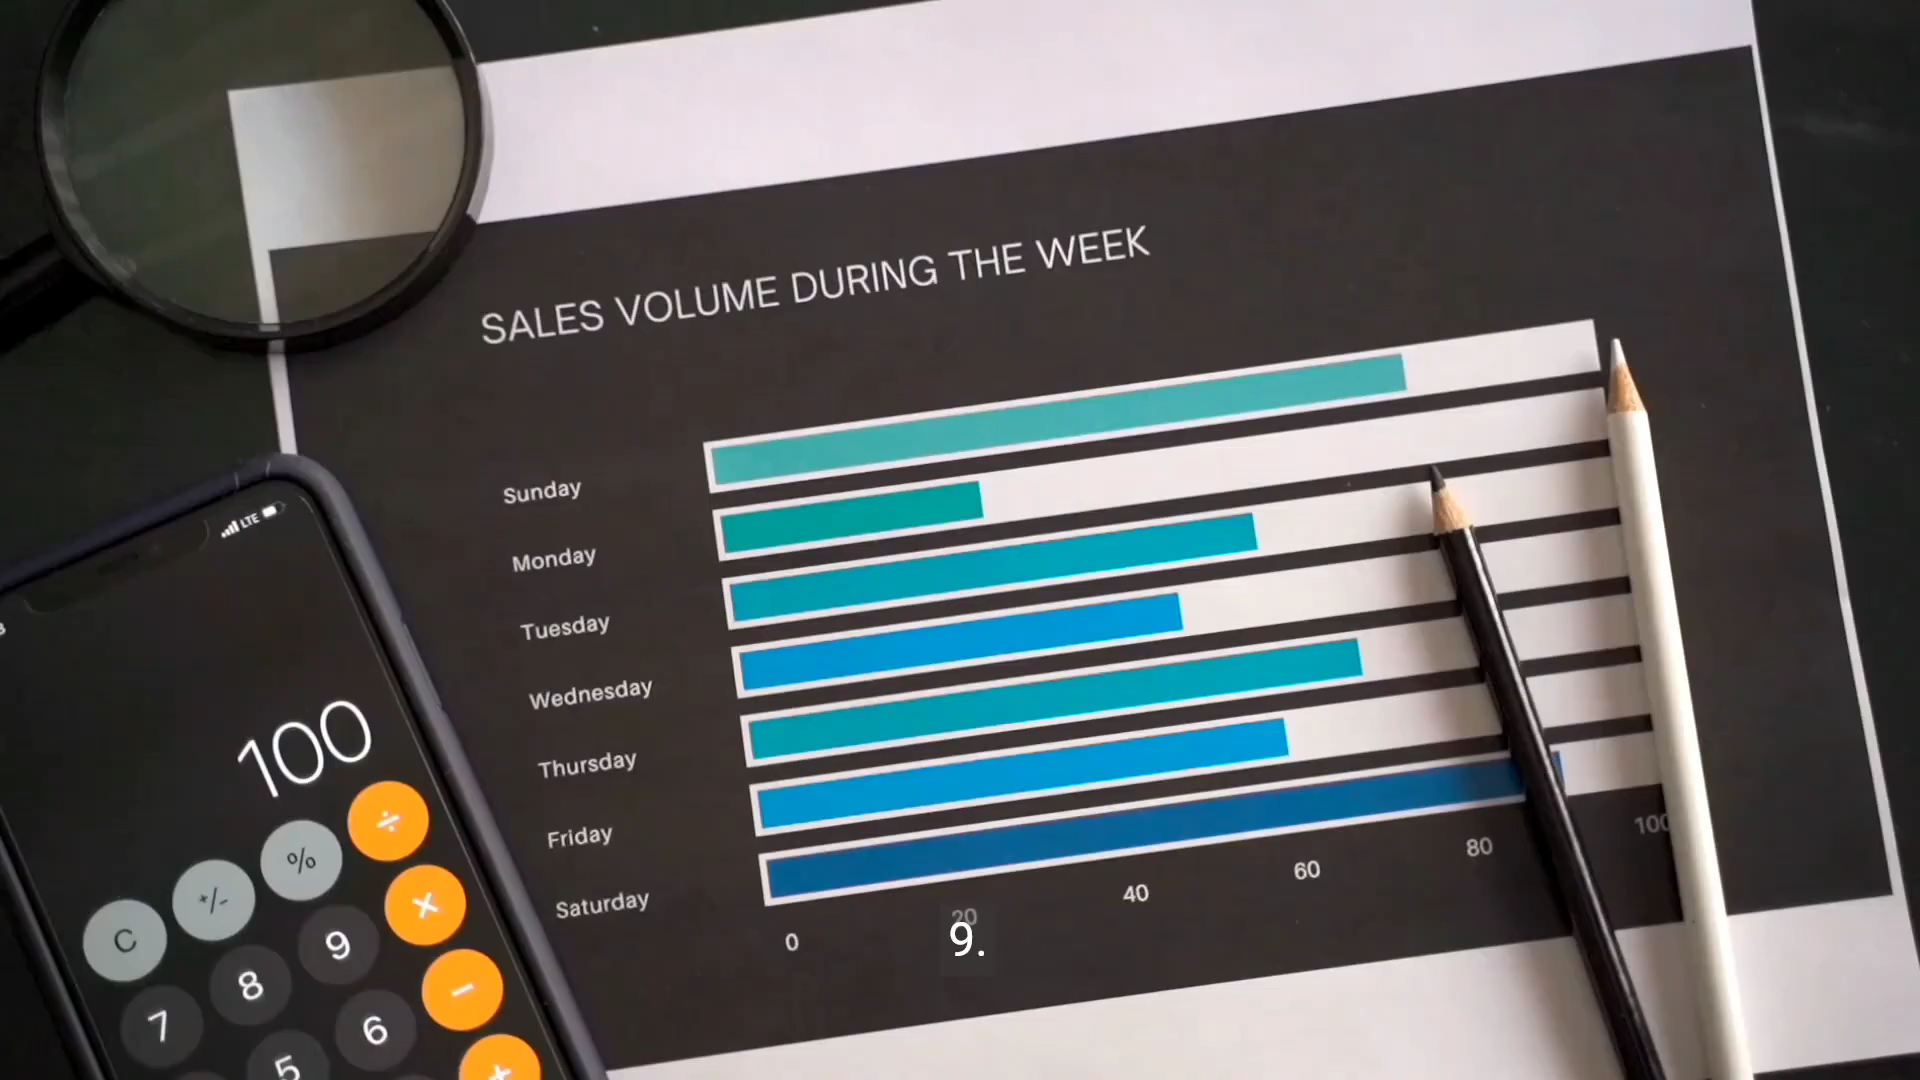 SALES VOLUME DURING THE WEEK
Sunday
Monday
Tuesday
Wednesday
Thursday
Friday
Saturday
0 20 40 60 80 100
9.
LTE
100
C +/- % ÷
7 8 9 ×
5 6 −
+